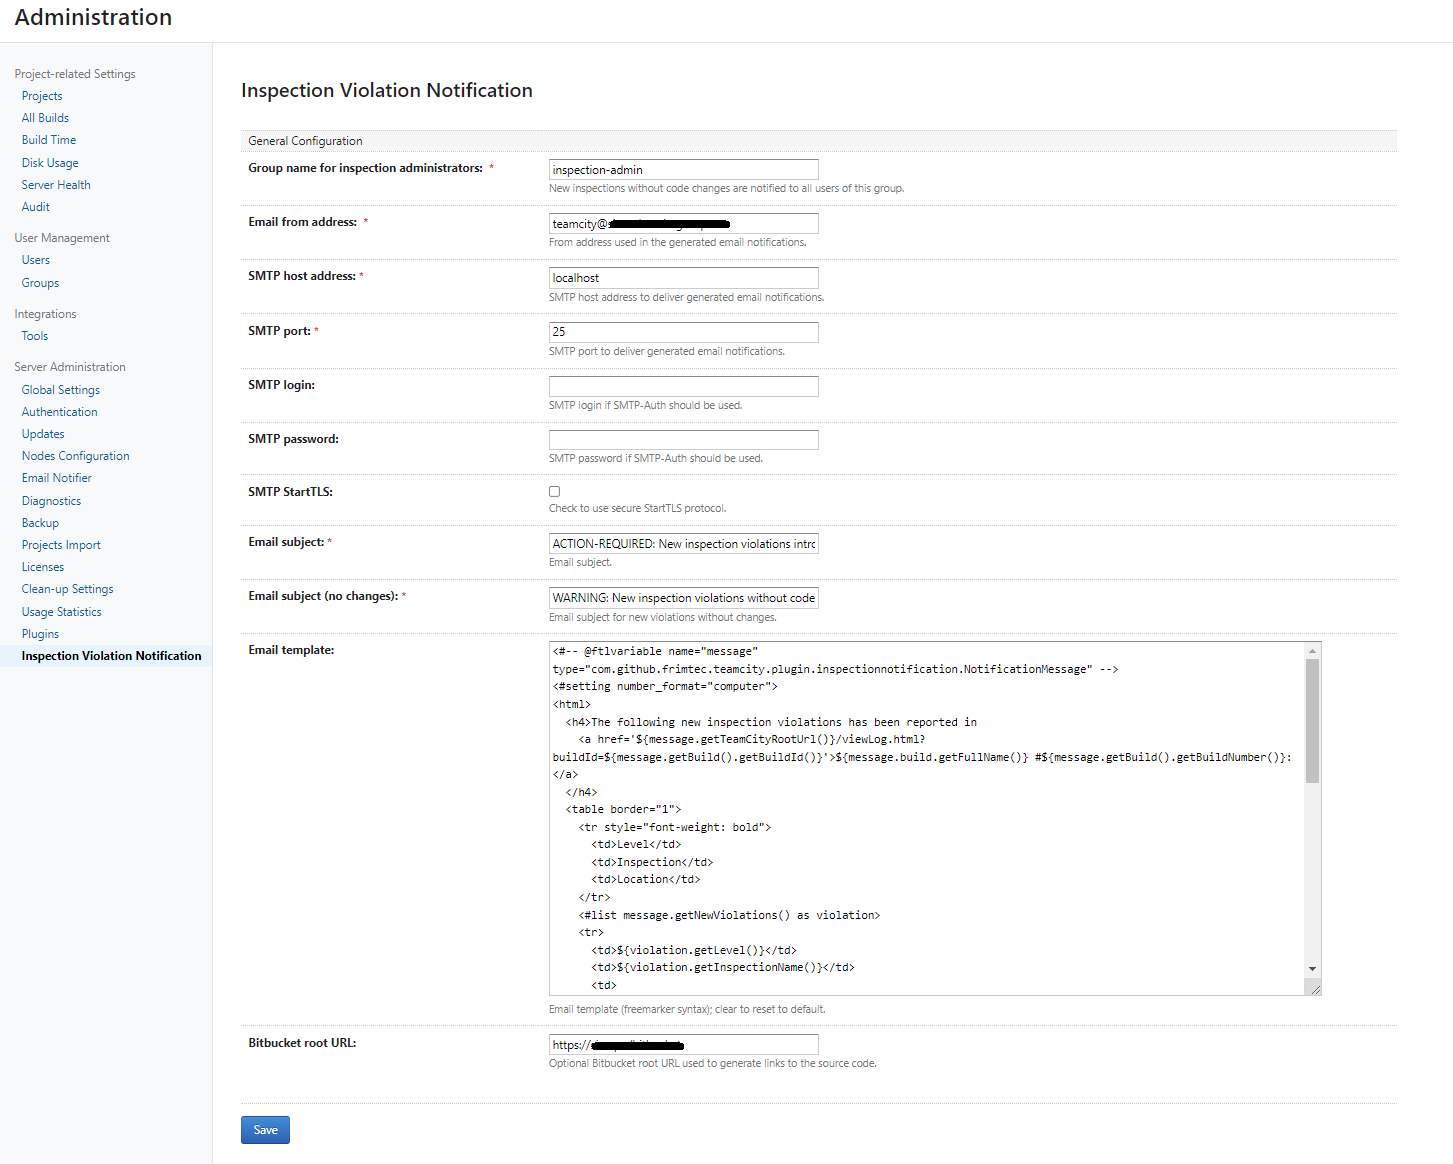 Administration
Project-related Settings
Projects
All Builds
Build Time
Disk Usage
Server Health
Audit
User Management
Users
Groups
Integrations
Tools
Server Administration
Global Settings
Authentication
Updates
Nodes Configuration
Email Notifier
Diagnostics
Backup
Projects Import
Licenses
Clean-up Settings
Usage Statistics
Plugins
Inspection Violation Notification
Inspection Violation Notification
General Configuration
Group name for inspection administrators: *
inspection-admin
New inspections without code changes are notified to all users of this group.
Email from address: *
teamcity@
From address used in the generated email notifications.
SMTP host address: *
localhost
SMTP host address to deliver generated email notifications.
SMTP port: *
25
SMTP port to deliver generated email notifications.
SMTP login:
SMTP login if SMTP-Auth should be used.
SMTP password:
SMTP password if SMTP-Auth should be used.
SMTP StartTLS:
Check to use secure StartTLS protocol.
Email subject: *
ACTION-REQUIRED: New inspection violations intro
Email subject.
Email subject (no changes): *
WARNING: New inspection violations without code
Email subject for new violations without changes.
Email template:
<#-- @ftlvariable name="message"
type="com.github.frimtec.teamcity.plugin.inspectionnotification.NotificationMessage" -->
<#setting number_format="computer">
<html>
<h4>The following new inspection violations has been reported in
<a href='${message.getTeamCityRootUrl()}/viewLog.html?
buildId=${message.getBuild().getBuildId()}'>${message.build.getFullName()} #${message.getBuild().getBuildNumber()}:
</a>
</h4>
<table border="1">
<tr style="font-weight: bold">
<td>Level</td>
<td>Inspection</td>
<td>Location</td>
</tr>
<#list message.getNewViolations() as violation>
<tr>
<td>${violation.getLevel()}</td>
<td>${violation.getInspectionName()}</td>
<td>
Email template (freemarker syntax); clear to reset to default.
Bitbucket root URL:
https://
Optional Bitbucket root URL used to generate links to the source code.
Save